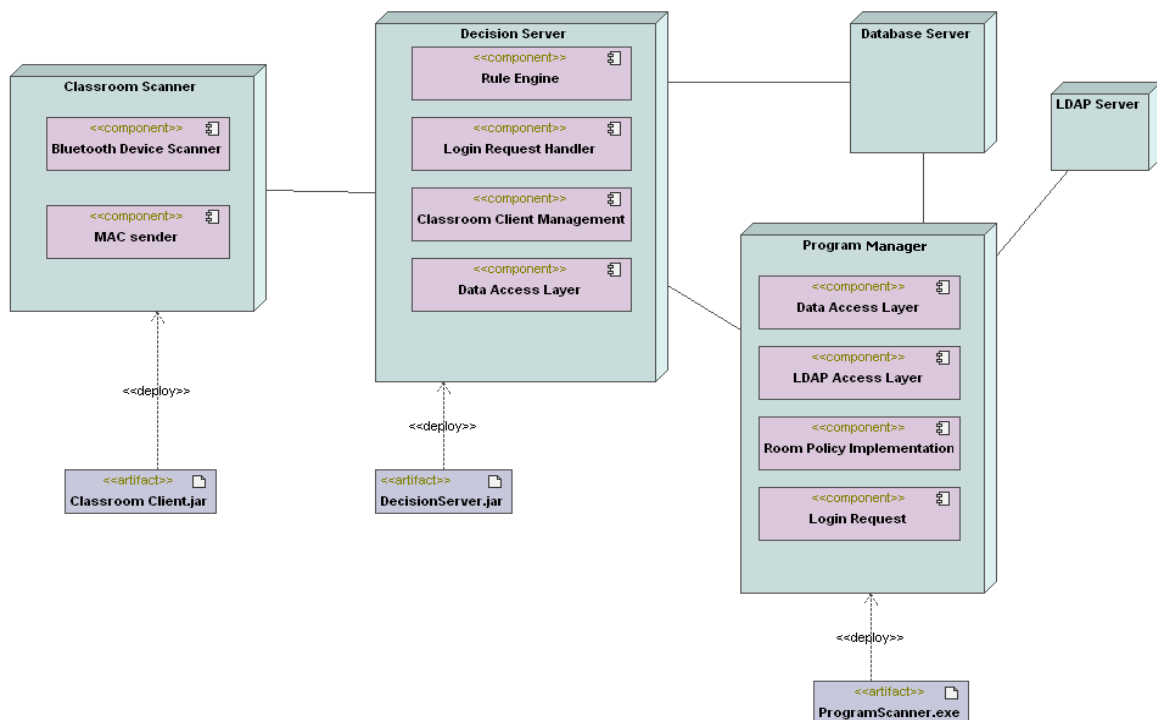 Classroom Scanner
<<component>>
Bluetooth Device Scanner
<<component>>
MAC sender
<<deploy>>
<<artifact>>
Classroom Client.jar
Decision Server
<<component>>
Rule Engine
<<component>>
Login Request Handler
<<component>>
Classroom Client Management
<<component>>
Data Access Layer
<<deploy>>
<<artifact>>
DecisionServer.jar
Database Server
LDAP Server
Program Manager
<<component>>
Data Access Layer
<<component>>
LDAP Access Layer
<<component>>
Room Policy Implementation
<<component>>
Login Request
<<deploy>>
<<artifact>>
ProgramScanner.exe